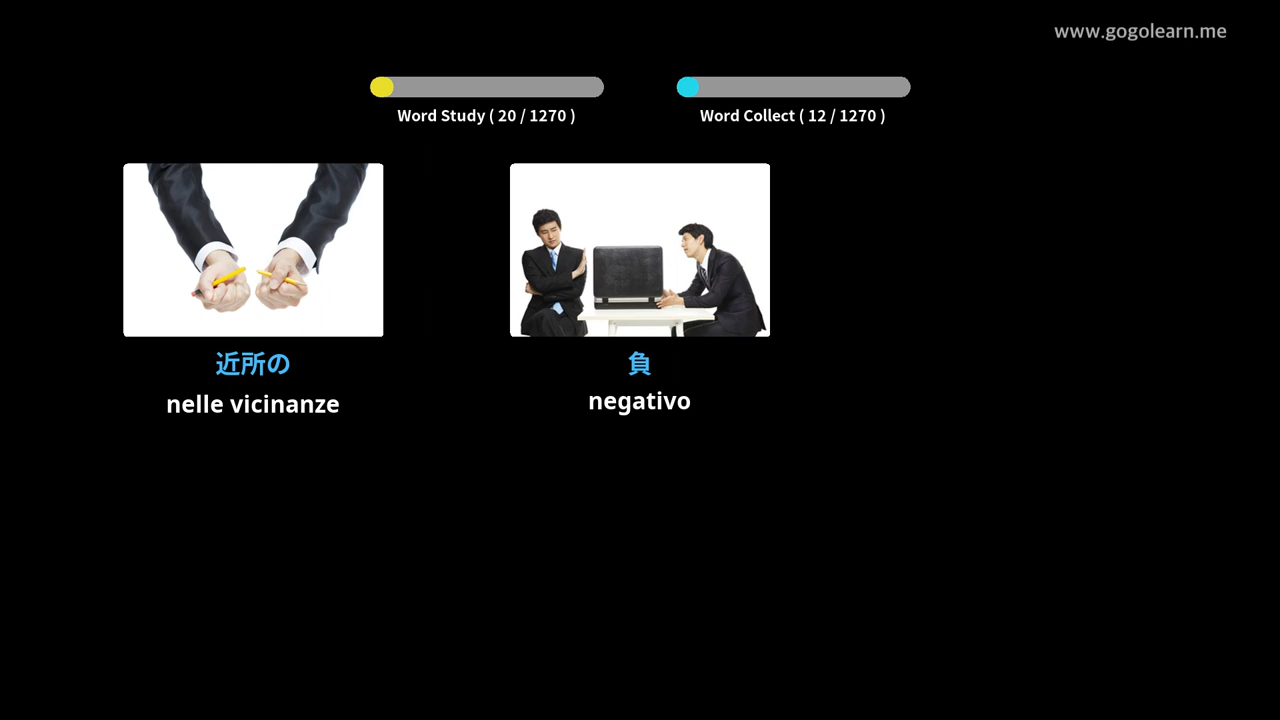 www.gogolearn.me
Word Study ( 20 / 1270 )
Word Collect ( 12 / 1270 )
近所の
nelle vicinanze
負
negativo